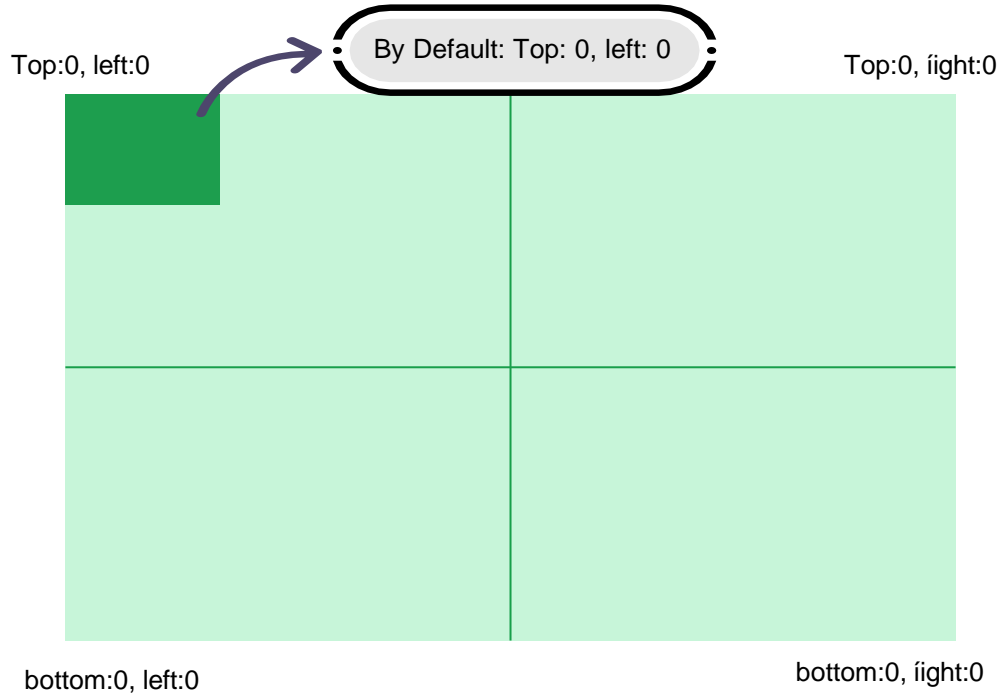 By Default: Top: 0, left: 0
Top:0, left:0
Top:0, íight:0
bottom:0, left:0
bottom:0, íight:0